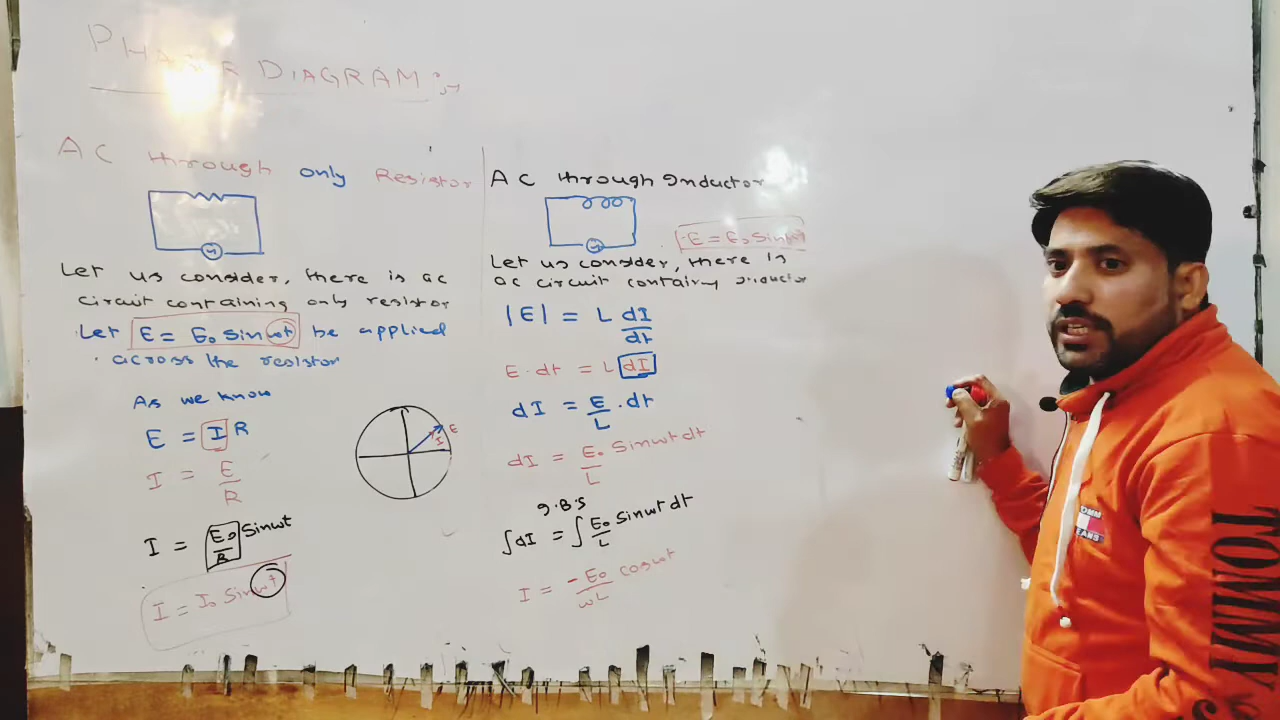 PHASOR DIAGRAM :-
AC through only Resistor
Let us consider, there is ac
circuit containing only resistor
Let E = E₀ sinωt be applied
across the resistor
As we know
E = IR
I = E/R
I = E₀/R sinωt
I = I₀ sinωt
E
I
AC through Inductor
E = E₀ sinωt
Let us consider, there is
ac circuit containing inductor
|E| = L dI/dt
E · dt = L dI
dI = E/L · dt
dI = E₀/L sinωt dt
I.B.S
∫dI = ∫ E₀/L sinωt dt
I = -E₀/ωL cosωt
TOMM
JEANS
TOMMY